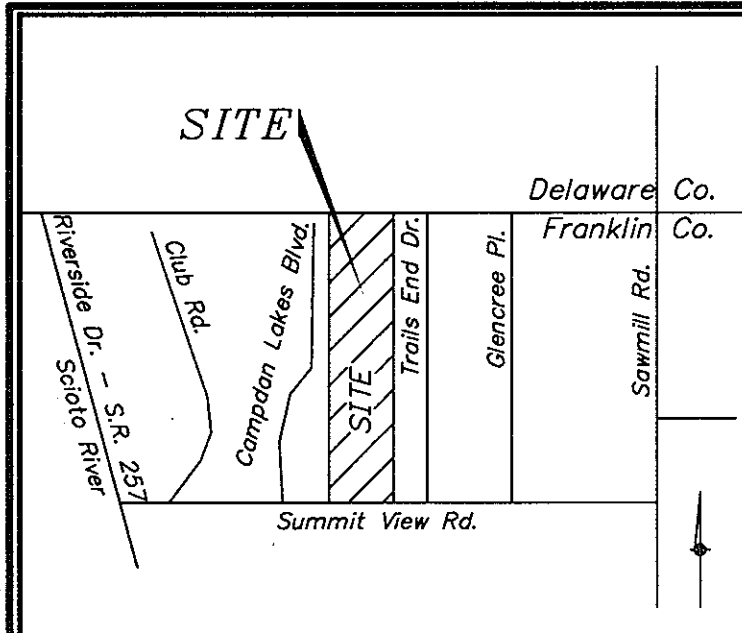 SITE
Delaware Co.
Franklin Co.
Riverside Dr. – S.R. 257
Scioto River
Club Rd.
Campdan Lakes Blvd.
SITE
Trails End Dr.
Glencree Pl.
Sawmill Rd.
Summit View Rd.